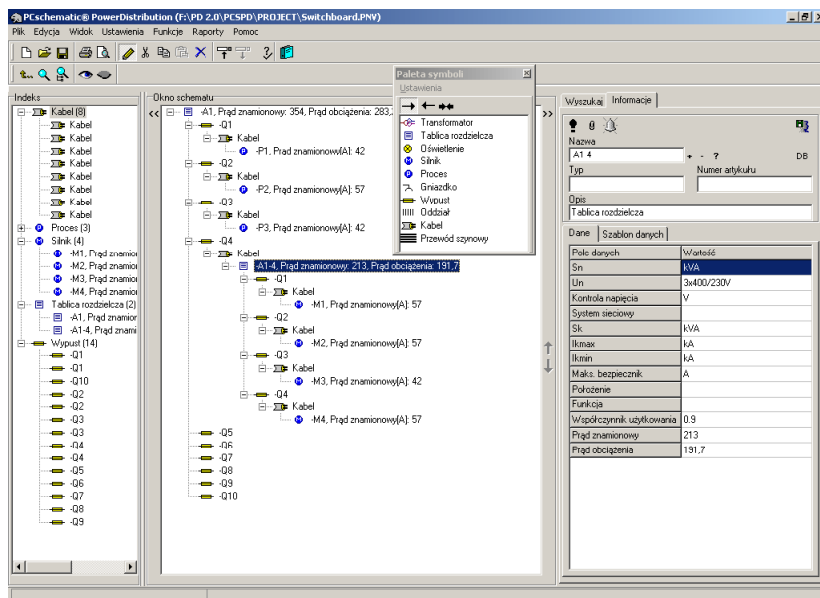 PCschematic® PowerDistribution (F:\PD 2.0\PCSPD\PROJECT\Switchboard.PNV)
Plik Edycja Widok Ustawienia Funkcje Raporty Pomoc
Indeks
Kabel (8)
Kabel
Kabel
Kabel
Kabel
Kabel
Kabel
Kabel
Kabel
Proces (3)
Silnik (4)
-M1, Prąd znamion
-M2, Prąd znamion
-M3, Prąd znamion
-M4, Prąd znamion
Tablica rozdzielcza (2)
-A1, Prąd znamion
-A1-4, Prąd znami
Wypust (14)
-Q1
-Q1
-Q10
-Q2
-Q2
-Q3
-Q3
-Q4
-Q4
-Q5
-Q6
-Q7
-Q8
-Q9
Okno schematu
<< -A1, Prąd znamionowy: 354, Prąd obciążenia: 283, >>
-Q1
Kabel
-P1, Prad znamionowy[A]: 42
-Q2
Kabel
-P2, Prąd znamionowy[A]: 57
-Q3
Kabel
-P3, Prąd znamionowy[A]: 42
-Q4
Kabel
-A1-4, Prąd znamionowy: 213, Prąd obciążenia: 191,7
-Q1
Kabel
-M1, Prąd znamionowy[A]: 57
-Q2
Kabel
-M2, Prąd znamionowy[A]: 57
-Q3
Kabel
-M3, Prąd znamionowy[A]: 42
-Q4
Kabel
-M4, Prąd znamionowy[A]: 57
-Q5
-Q6
-Q7
-Q8
-Q9
-Q10
Paleta symboli
Ustawienia
Transformator
Tablica rozdzielcza
Oświetlenie
Silnik
Proces
Gniazdko
Wypust
Oddział
Kabel
Przewód szynowy
Wyszukaj Informacje
Nazwa
A1 4 + - ? DB
Typ Numer artykułu
Opis
Tablica rozdzielcza
Dane Szablon danych
Pole danych Wartość
Sn kVA
Un 3x400/230V
Kontrola napięcia V
System sieciowy
Sk kVA
Ikmax kA
Ikmin kA
Maks. bezpiecznik A
Położenie
Funkcja
Współczynnik użytkowania 0.9
Prąd znamionowy 213
Prąd obciążenia 191,7